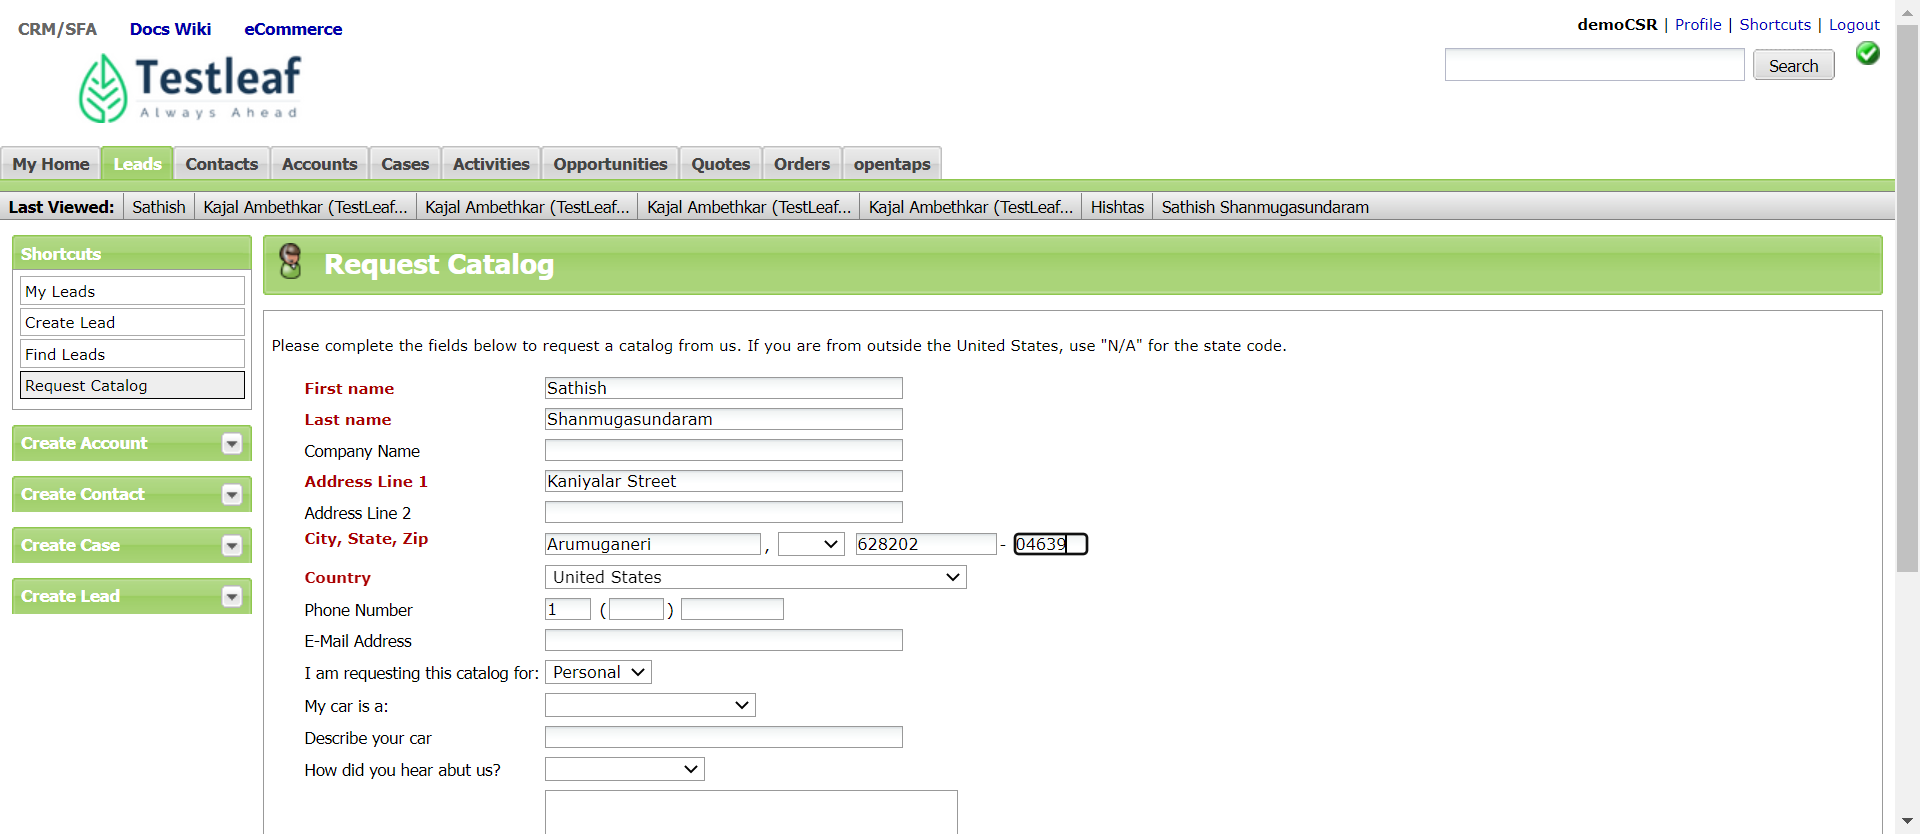 CRM/SFA Docs Wiki eCommerce
demoCSR | Profile | Shortcuts | Logout
Testleaf
Always Ahead
Search
My Home Leads Contacts Accounts Cases Activities Opportunities Quotes Orders opentaps
Last Viewed: Sathish Kajal Ambethkar (TestLeaf... Kajal Ambethkar (TestLeaf... Kajal Ambethkar (TestLeaf... Kajal Ambethkar (TestLeaf... Hishtas Sathish Shanmugasundaram
Shortcuts
My Leads
Create Lead
Find Leads
Request Catalog
Create Account
Create Contact
Create Case
Create Lead
Request Catalog
Please complete the fields below to request a catalog from us. If you are from outside the United States, use "N/A" for the state code.
First name Sathish
Last name Shanmugasundaram
Company Name
Address Line 1 Kaniyalar Street
Address Line 2
City, State, Zip Arumuganeri , 628202 - 04639
Country United States
Phone Number 1 ( )
E-Mail Address
I am requesting this catalog for: Personal
My car is a:
Describe your car
How did you hear abut us?